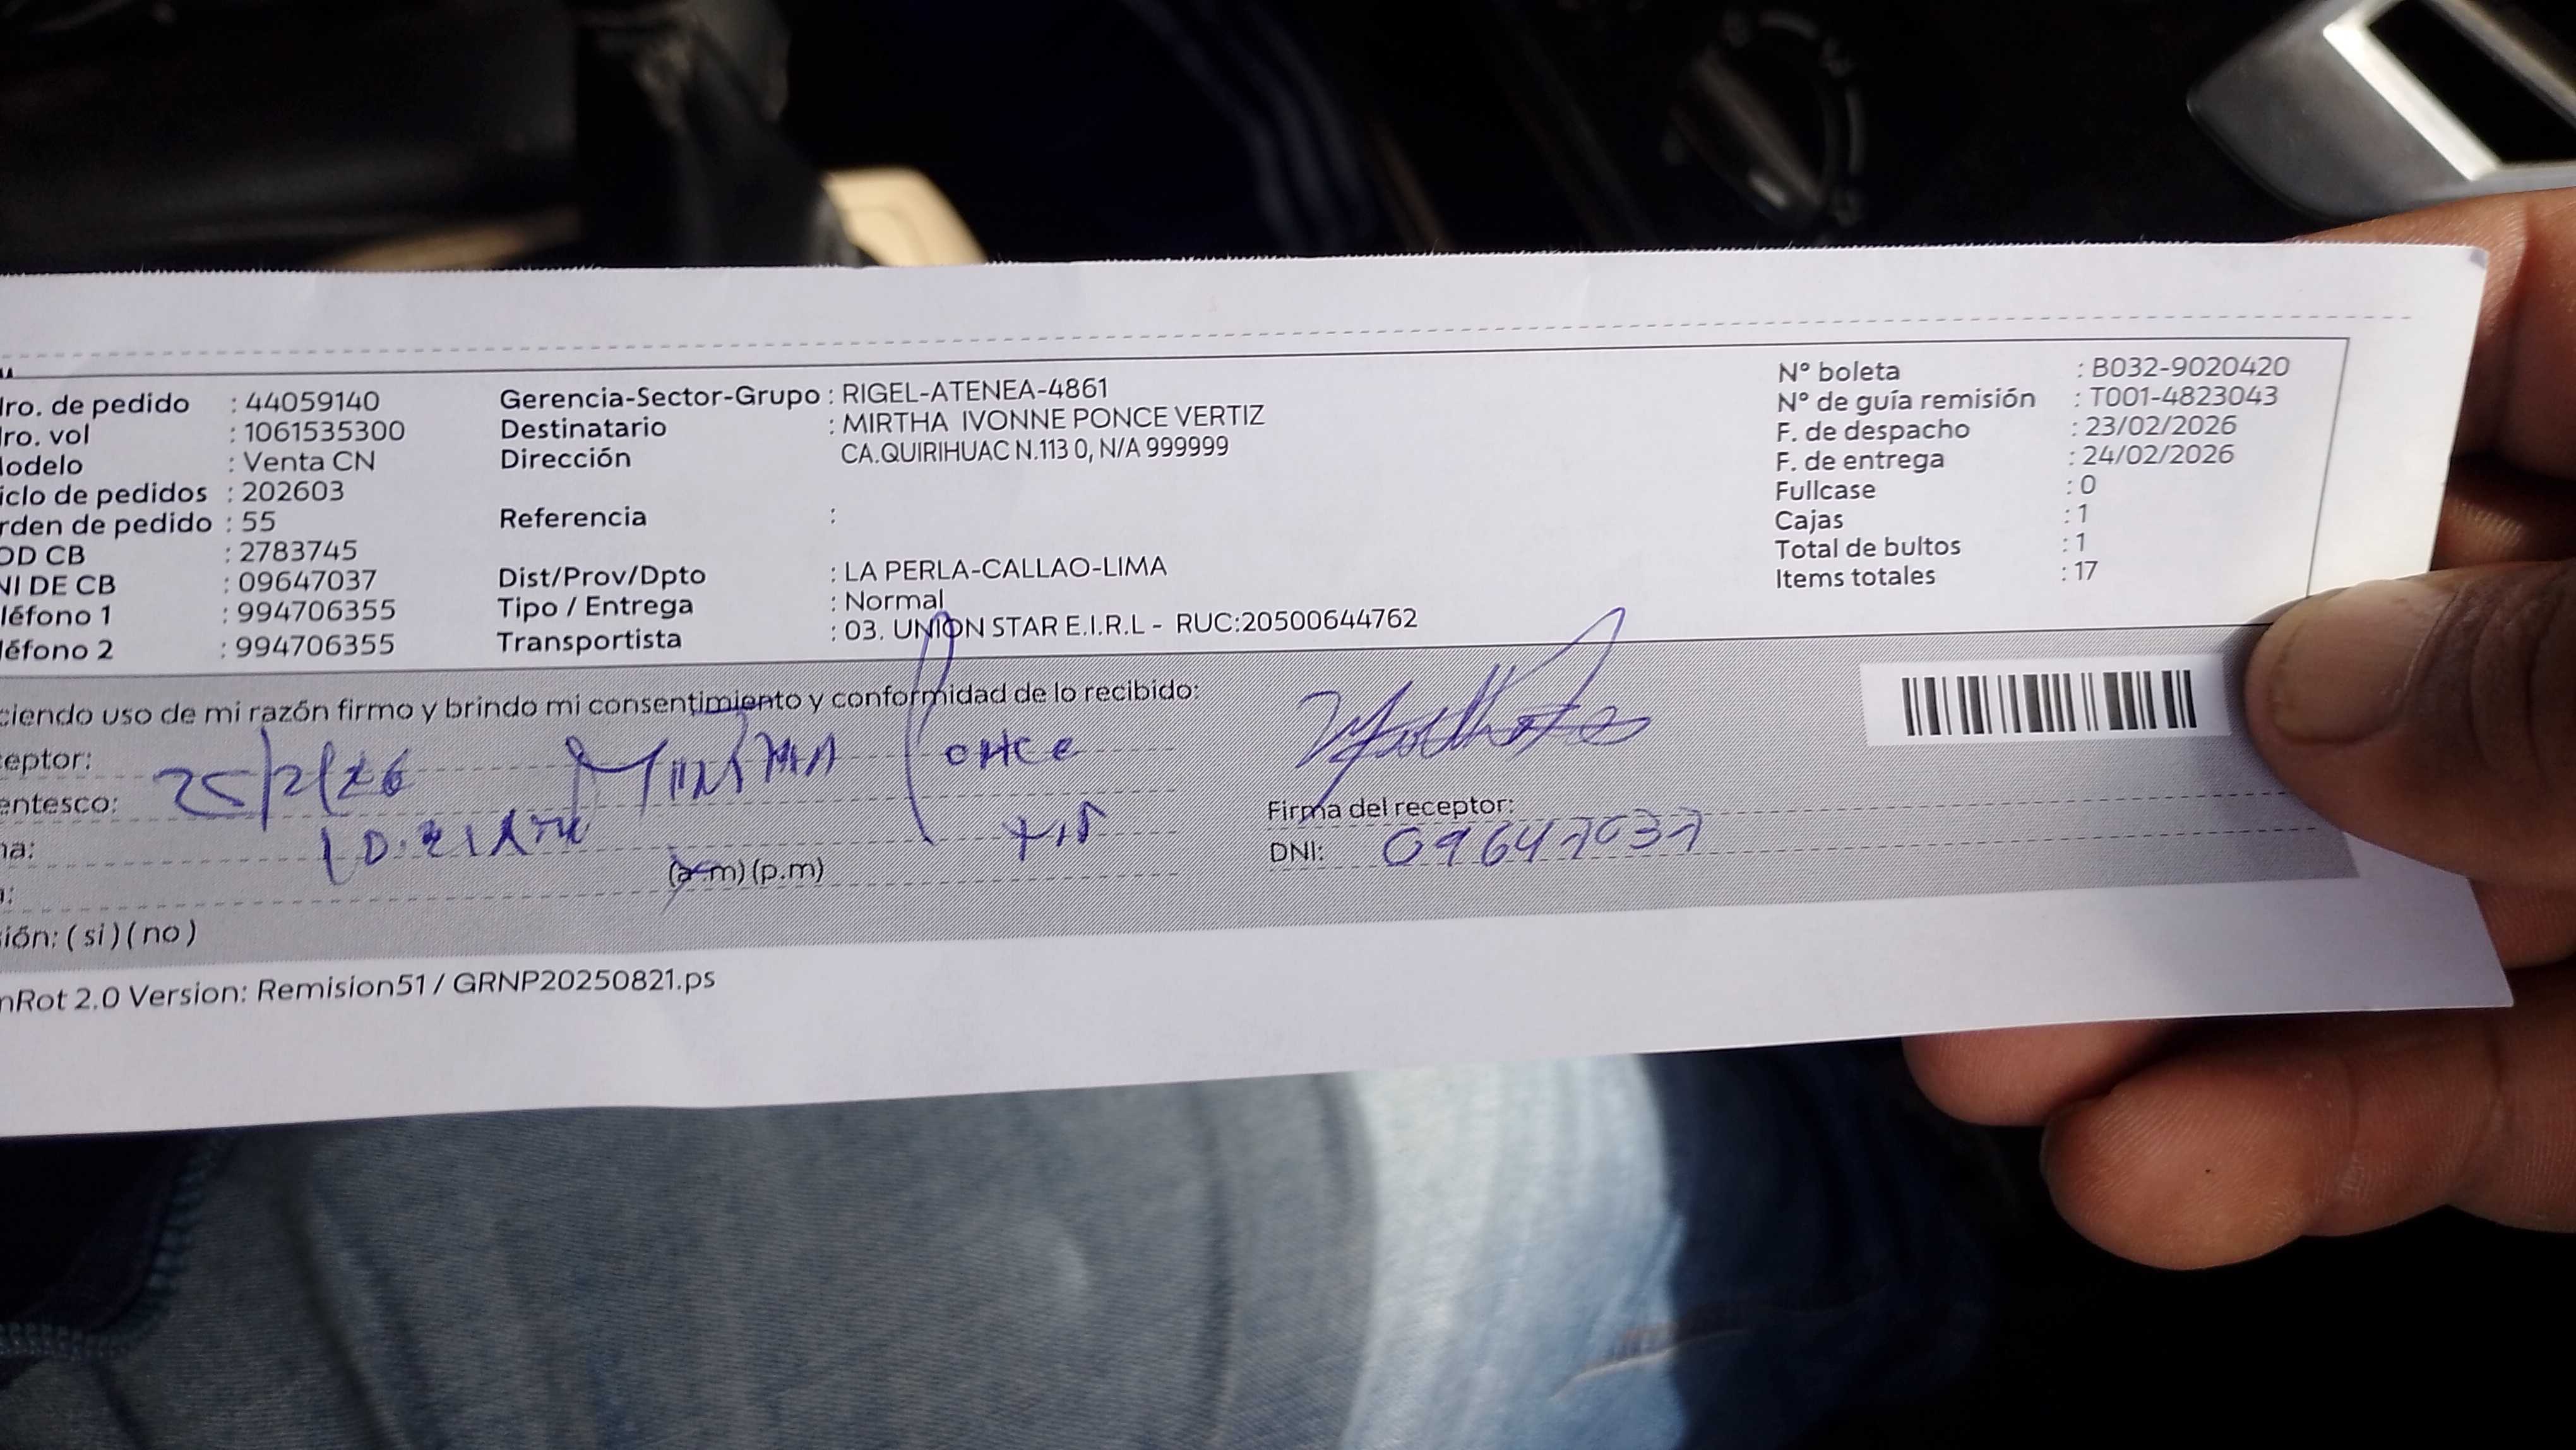 ro. de pedido : 44059140
ro. vol : 1061535300
odelo : Venta CN
iclo de pedidos : 202603
rden de pedido : 55
OD CB : 2783745
NI DE CB : 09647037
léfono 1 : 994706355
léfono 2 : 994706355
Gerencia-Sector-Grupo : RIGEL-ATENEA-4861
Destinatario : MIRTHA IVONNE PONCE VERTIZ
Dirección CA.QUIRIHUAC N.113 0, N/A 999999
Referencia :
Dist/Prov/Dpto : LA PERLA-CALLAO-LIMA
Tipo / Entrega : Normal
Transportista : 03. UNION STAR E.I.R.L - RUC:20500644762
N° boleta : B032-9020420
N° de guía remisión : T001-4823043
F. de despacho : 23/02/2026
F. de entrega : 24/02/2026
Fullcase : 0
Cajas : 1
Total de bultos : 1
Items totales : 17
ciendo uso de mi razón firmo y brindo mi consentimiento y conformidad de lo recibido:
eptor: Mirtha Ponce
entesco: 25/2/26
na:
(a.m) (p.m)
Firma del receptor:
DNI: 09647037
sión: ( si ) ( no )
nRot 2.0 Version: Remision51 / GRNP20250821.ps